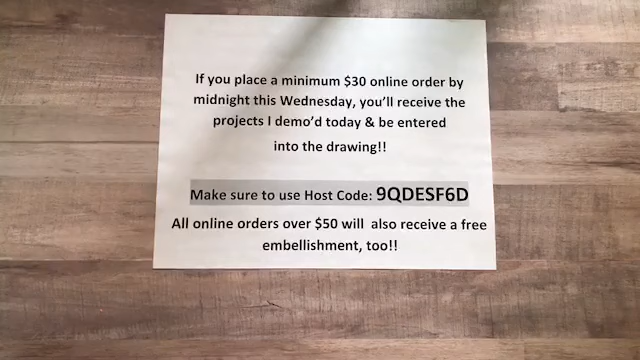 If you place a minimum $30 online order by
midnight this Wednesday, you'll receive the
projects I demo'd today & be entered
into the drawing!!
Make sure to use Host Code: 9QDESF6D
All online orders over $50 will also receive a free
embellishment, too!!